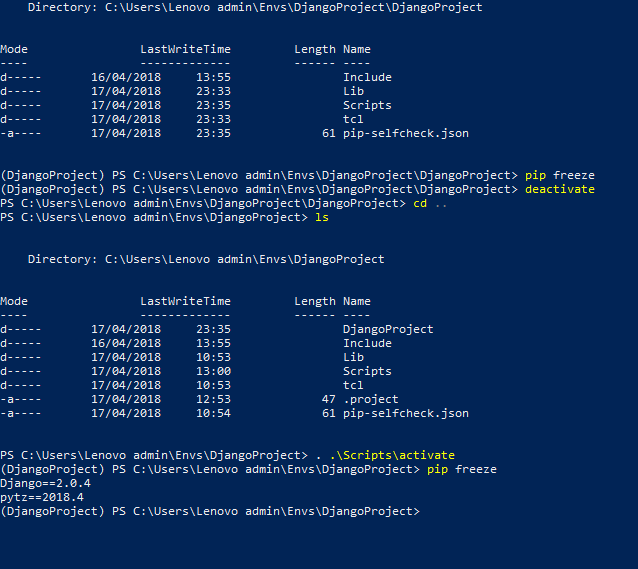 Directory: C:\Users\Lenovo admin\Envs\DjangoProject\DjangoProject
Mode                LastWriteTime         Length Name
----                -------------         ------ ----
d-----       16/04/2018     13:55                Include
d-----       17/04/2018     23:33                Lib
d-----       17/04/2018     23:35                Scripts
d-----       17/04/2018     23:33                tcl
-a----       17/04/2018     23:35             61 pip-selfcheck.json
(DjangoProject) PS C:\Users\Lenovo admin\Envs\DjangoProject\DjangoProject> pip freeze
(DjangoProject) PS C:\Users\Lenovo admin\Envs\DjangoProject\DjangoProject> deactivate
PS C:\Users\Lenovo admin\Envs\DjangoProject\DjangoProject> cd ..
PS C:\Users\Lenovo admin\Envs\DjangoProject> ls
Directory: C:\Users\Lenovo admin\Envs\DjangoProject
Mode                LastWriteTime         Length Name
----                -------------         ------ ----
d-----       17/04/2018     23:35                DjangoProject
d-----       16/04/2018     13:55                Include
d-----       17/04/2018     10:53                Lib
d-----       17/04/2018     13:00                Scripts
d-----       17/04/2018     10:53                tcl
-a----       17/04/2018     12:53             47 .project
-a----       17/04/2018     10:54             61 pip-selfcheck.json
PS C:\Users\Lenovo admin\Envs\DjangoProject> . .\Scripts\activate
(DjangoProject) PS C:\Users\Lenovo admin\Envs\DjangoProject> pip freeze
Django==2.0.4
pytz==2018.4
(DjangoProject) PS C:\Users\Lenovo admin\Envs\DjangoProject>